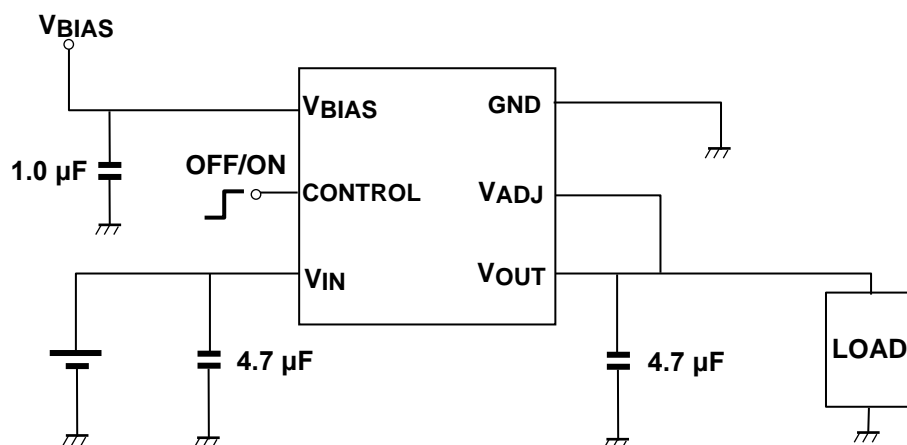 VBIAS
VBIAS
GND
1.0 µF
OFF/ON
CONTROL
VADJ
VIN
VOUT
4.7 µF
4.7 µF
LOAD